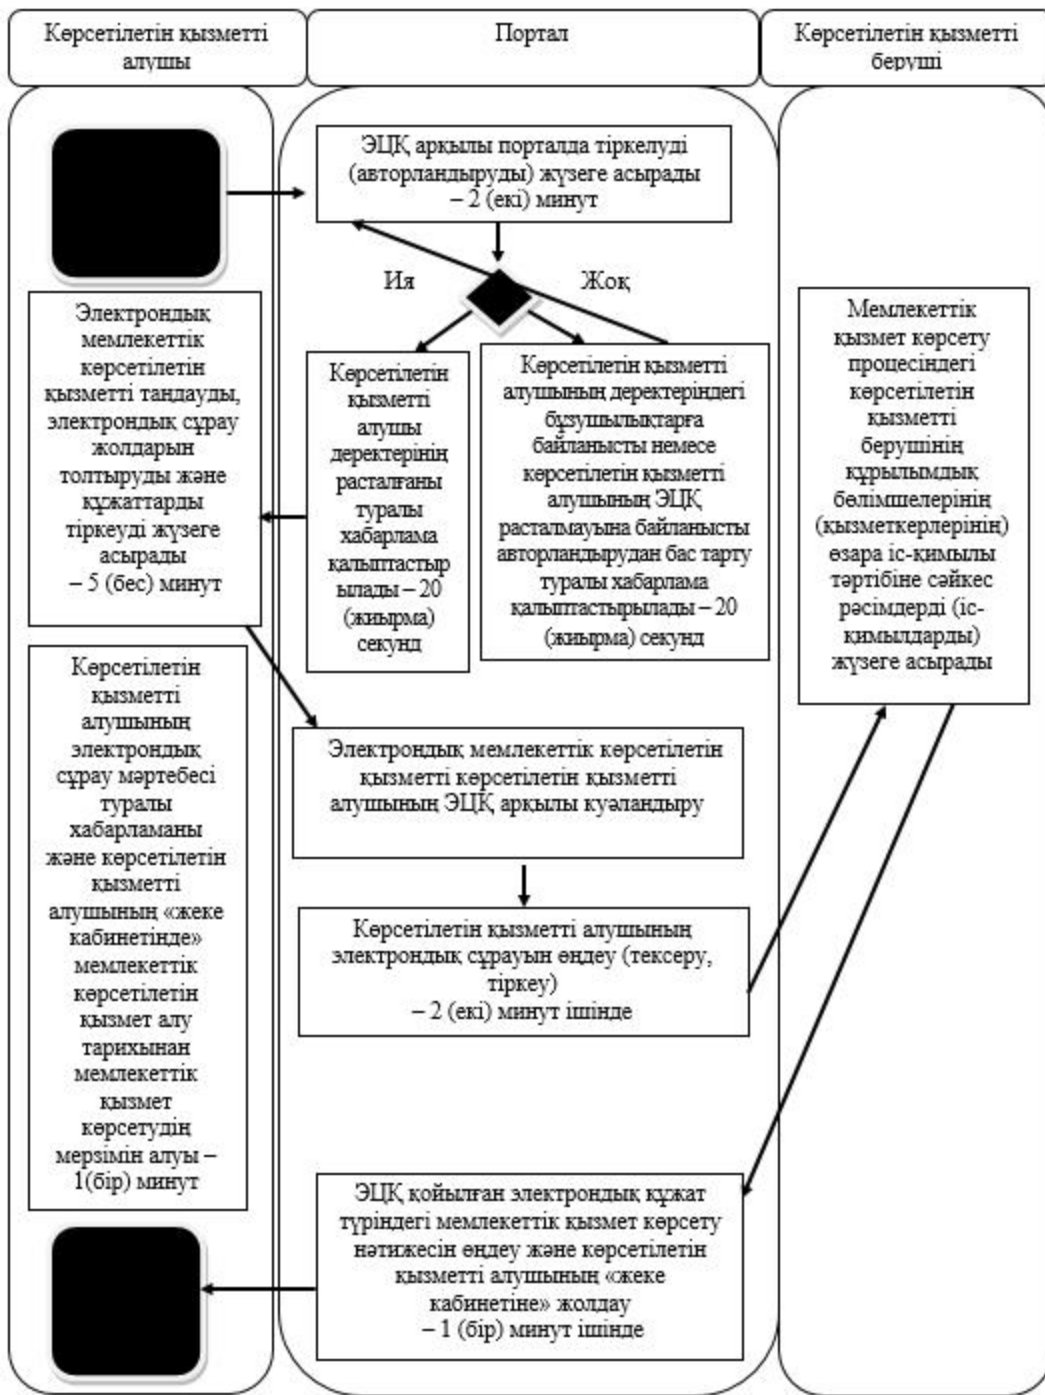 Көрсетілетін қызметті
алушы
Портал
Көрсетілетін қызметті
беруші
ЭЦҚ арқылы порталда тіркелуді
(авторландыруды) жүзеге асырады
– 2 (екі) минут
Ия
Жоқ
Электрондық
мемлекеттік
көрсетілетін
қызметті таңдауды,
электрондық сұрау
жолдарын
толтыруды және
құжаттарды
тіркеуді жүзеге
асырады
– 5 (бес) минут
Көрсетілетін
қызметті
алушы
деректерінің
расталғаны
туралы
хабарлама
қалыптастыр
ылады – 20
(жиырма)
секунд
Көрсетілетін қызметті
алушының деректеріндегі
бұзушылықтарға
байланысты немесе
көрсетілетін қызметті
алушының ЭЦҚ
расталмауына байланысты
авторландырудан бас тарту
туралы хабарлама
қалыптастырылады – 20
(жиырма) секунд
Мемлекеттік
қызмет көрсету
процесіндегі
көрсетілетін
қызметті
берушінің
құрылымдық
бөлімшелерінің
(қызметкерлерінің)
өзара іс-қимылы
тәртібіне сәйкес
рәсімдерді (іс-
қимылдарды)
жүзеге асырады
Көрсетілетін
қызметті
алушының
электрондық
сұрау мәртебесі
туралы
хабарламаны
және көрсетілетін
қызметті
алушының «жеке
кабинетінде»
мемлекеттік
көрсетілетін
қызмет алу
тарихынан
мемлекеттік
қызмет
көрсетудің
мерзімін алуы –
1(бір) минут
Электрондық мемлекеттік көрсетілетін
қызметті көрсетілетін қызметті
алушының ЭЦҚ арқылы куәландыру
Көрсетілетін қызметті алушының
электрондық сұрауын өңдеу (тексеру,
тіркеу)
– 2 (екі) минут ішінде
ЭЦҚ қойылған электрондық құжат
түріндегі мемлекеттік қызмет көрсету
нәтижесін өңдеу және көрсетілетін
қызметті алушының «жеке
кабинетіне» жолдау
– 1 (бір) минут ішінде